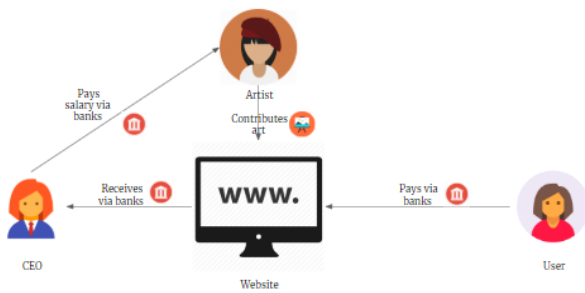 Artist
Pays
salary via
banks
Contributes
art
www.
Receives
via banks
Pays via
banks
CEO
Website
User